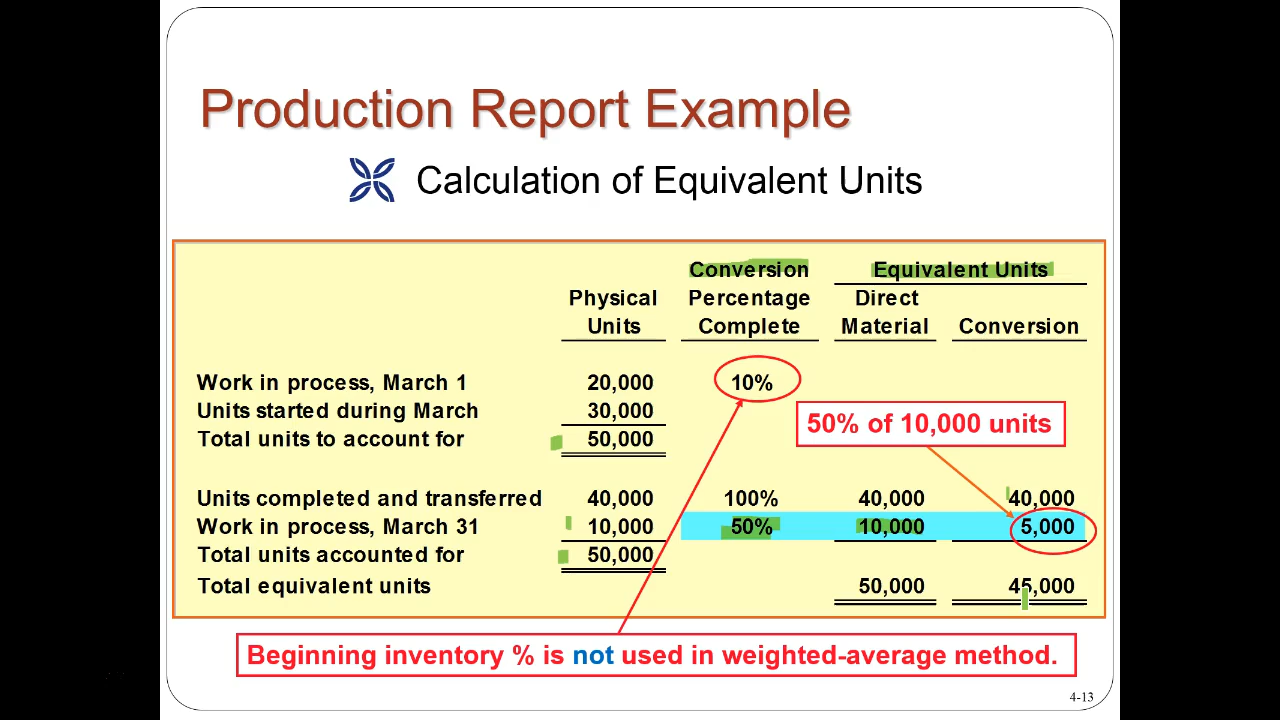 Production Report Example
Calculation of Equivalent Units
Conversion Equivalent Units
Physical Percentage Direct
Units Complete Material Conversion
Work in process, March 1 20,000 10%
Units started during March 30,000
Total units to account for 50,000
50% of 10,000 units
Units completed and transferred 40,000 100% 40,000 40,000
Work in process, March 31 10,000 50% 10,000 5,000
Total units accounted for 50,000
Total equivalent units 50,000 45,000
Beginning inventory % is not used in weighted-average method.
4-13